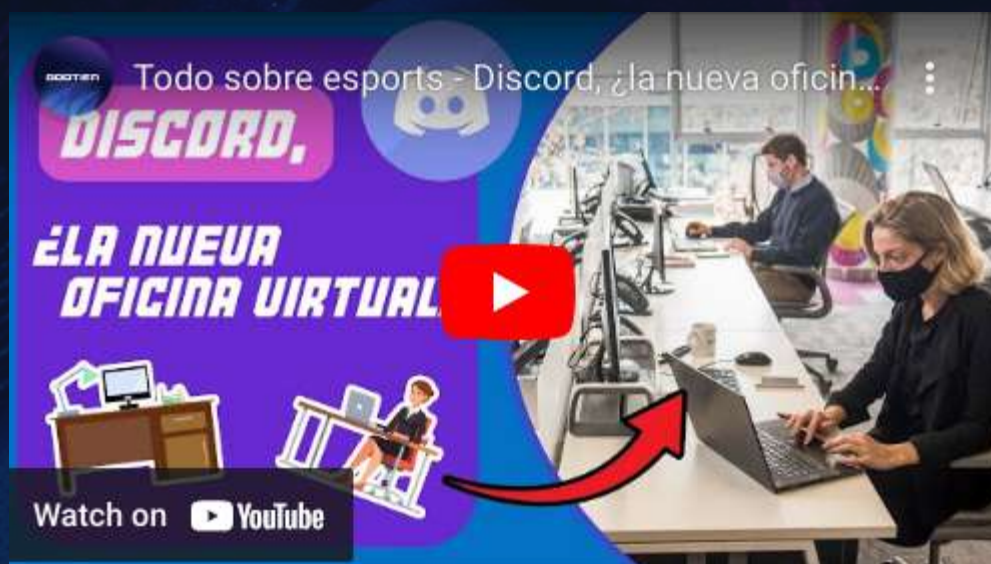 Todo sobre esports - Discord, ¿la nueva oficin...
DISCORD,
¿LA NUEVA
OFICINA VIRTUAL
Watch on YouTube